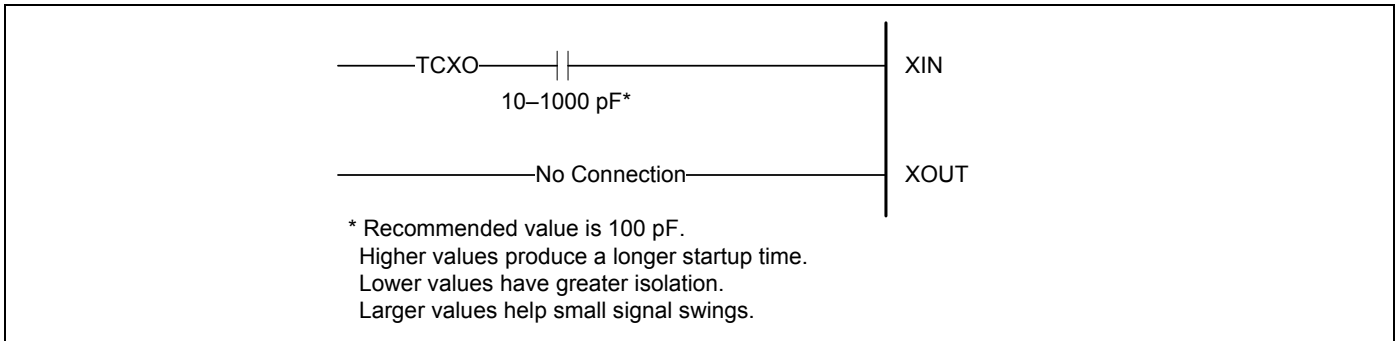 TCXO XIN
10–1000 pF*
No Connection XOUT
* Recommended value is 100 pF.
Higher values produce a longer startup time.
Lower values have greater isolation.
Larger values help small signal swings.